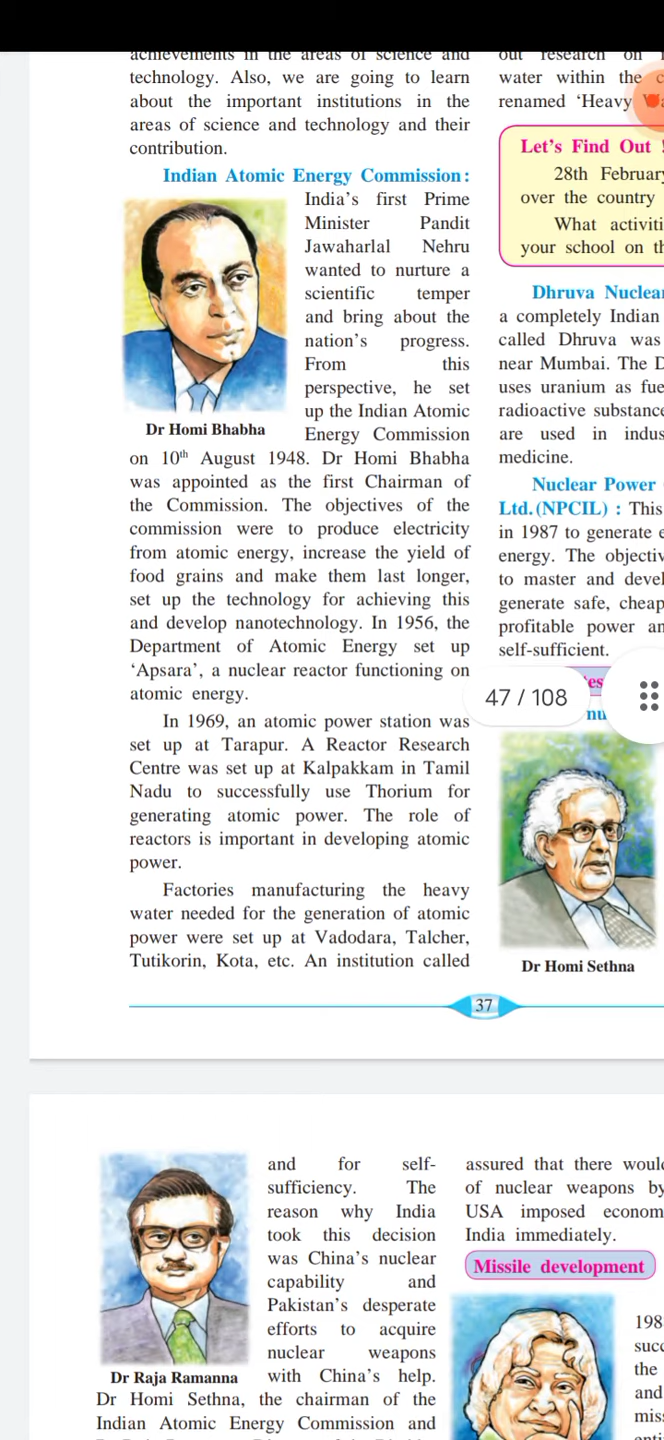 achievements in the areas of science and
technology. Also, we are going to learn
about the important institutions in the
areas of science and technology and their
contribution.
Indian Atomic Energy Commission:
India's first Prime
Minister Pandit
Jawaharlal Nehru
wanted to nurture a
scientific temper
and bring about the
nation's progress.
From this
perspective, he set
up the Indian Atomic
Energy Commission
Dr Homi Bhabha
on 10th August 1948. Dr Homi Bhabha
was appointed as the first Chairman of
the Commission. The objectives of the
commission were to produce electricity
from atomic energy, increase the yield of
food grains and make them last longer,
set up the technology for achieving this
and develop nanotechnology. In 1956, the
Department of Atomic Energy set up
'Apsara', a nuclear reactor functioning on
atomic energy.
In 1969, an atomic power station was
set up at Tarapur. A Reactor Research
Centre was set up at Kalpakkam in Tamil
Nadu to successfully use Thorium for
generating atomic power. The role of
reactors is important in developing atomic
power.
Factories manufacturing the heavy
water needed for the generation of atomic
power were set up at Vadodara, Talcher,
Tutikorin, Kota, etc. An institution called
out research on
water within the
renamed 'Heavy
Let's Find Out !
28th February
over the country
What activiti
your school on th
Dhruva Nuclear
a completely Indian
called Dhruva was
near Mumbai. The D
uses uranium as fue
radioactive substance
are used in indus
medicine.
Nuclear Power
Ltd.(NPCIL) : This
in 1987 to generate e
energy. The objectiv
to master and devel
generate safe, cheap
profitable power an
self-sufficient.
es
nu
47 / 108
Dr Homi Sethna
37
and for self-
sufficiency. The
reason why India
took this decision
was China's nuclear
capability and
Pakistan's desperate
efforts to acquire
nuclear weapons
with China's help.
Dr Raja Ramanna
Dr Homi Sethna, the chairman of the
Indian Atomic Energy Commission and
assured that there would
of nuclear weapons by
USA imposed econom
India immediately.
Missile development
198
succ
the
and
miss